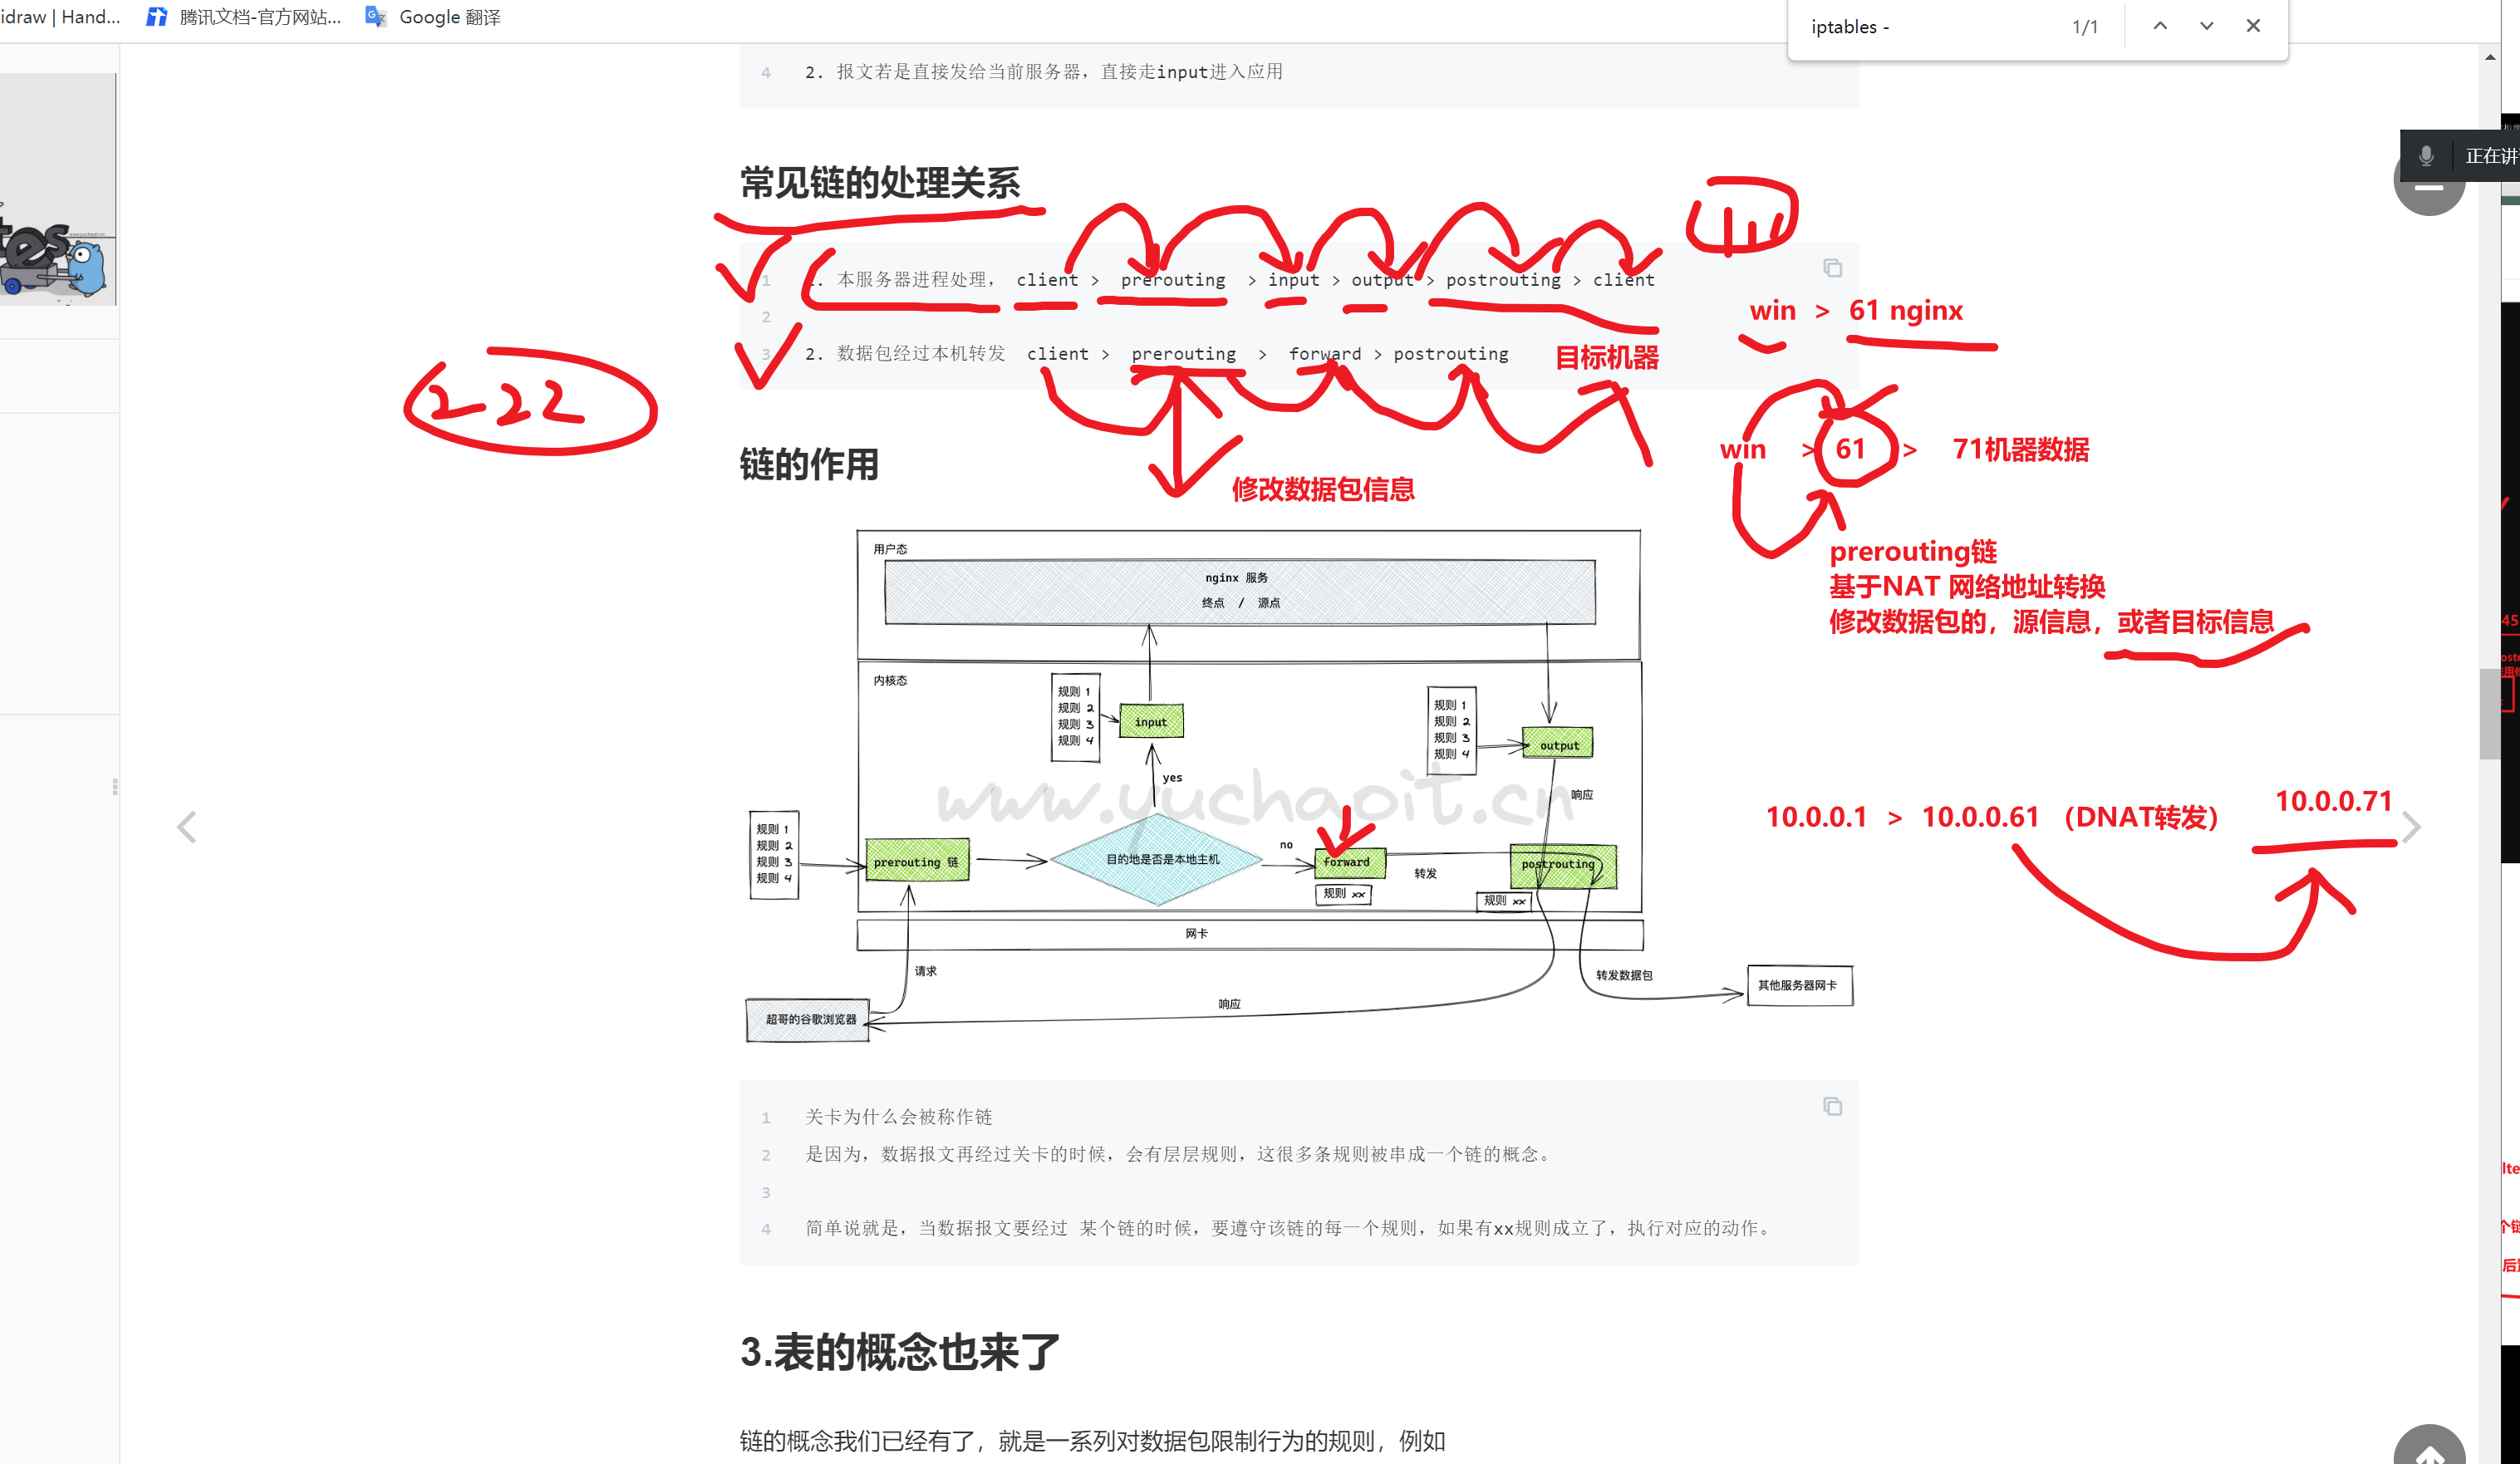 idraw | Hand...
腾讯文档-官方网站...
Google 翻译
iptables -
1/1
4 2. 报文若是直接发给当前服务器，直接走input进入应用
正在讲
常见链的处理关系
1 1. 本服务器进程处理， client > prerouting > input > output > postrouting > client
win > 61 nginx
2
3 2. 数据包经过本机转发 client > prerouting > forward > postrouting 目标机器
222
win > 61 > 71机器数据
链的作用
修改数据包信息
prerouting链
基于NAT 网络地址转换
修改数据包的，源信息，或者目标信息
用户态
nginx 服务
终点 / 源点
内核态
规则 1
规则 2
规则 3
规则 4
input
规则 1
规则 2
规则 3
规则 4
output
yes
响应
www.yuchaoit.cn
10.0.0.1 > 10.0.0.61 （DNAT转发） 10.0.0.71
规则 1
规则 2
规则 3
规则 4
prerouting 链
目的地是否是本地主机
no
forward
转发
postrouting
规则 xx
规则 xx
网卡
请求
转发数据包
其他服务器网卡
响应
超哥的谷歌浏览器
1 关卡为什么会被称作链
2 是因为，数据报文再经过关卡的时候，会有层层规则，这很多条规则被串成一个链的概念。
3
4 简单说就是，当数据报文要经过 某个链的时候，要遵守该链的每一个规则，如果有xx规则成立了，执行对应的动作。
3.表的概念也来了
链的概念我们已经有了，就是一系列对数据包限制行为的规则，例如